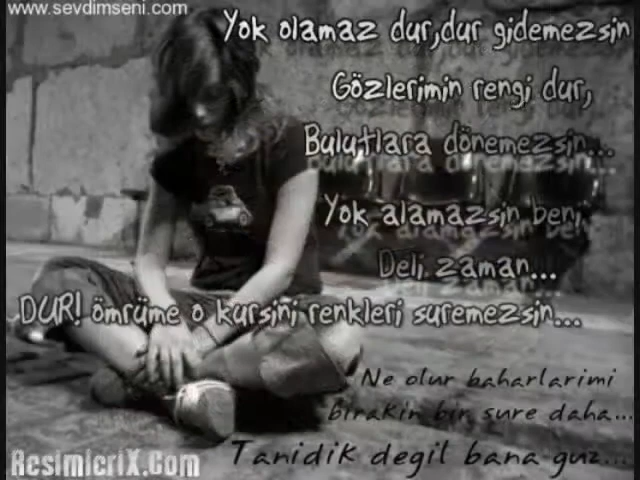 www.sevdimseni.com
Yok olamaz dur,dur gidemezsin
Gözlerimin rengi dur,
Bulutlara dönemezsin...
Yok alamazsin beni,
Deli zaman...
DUR! ömrüme o kursini renkleri suremezsin...
Ne olur baharlarimi
birakin bir sure daha...
Tanidik degil bana guz...
ResimlerIX.Com